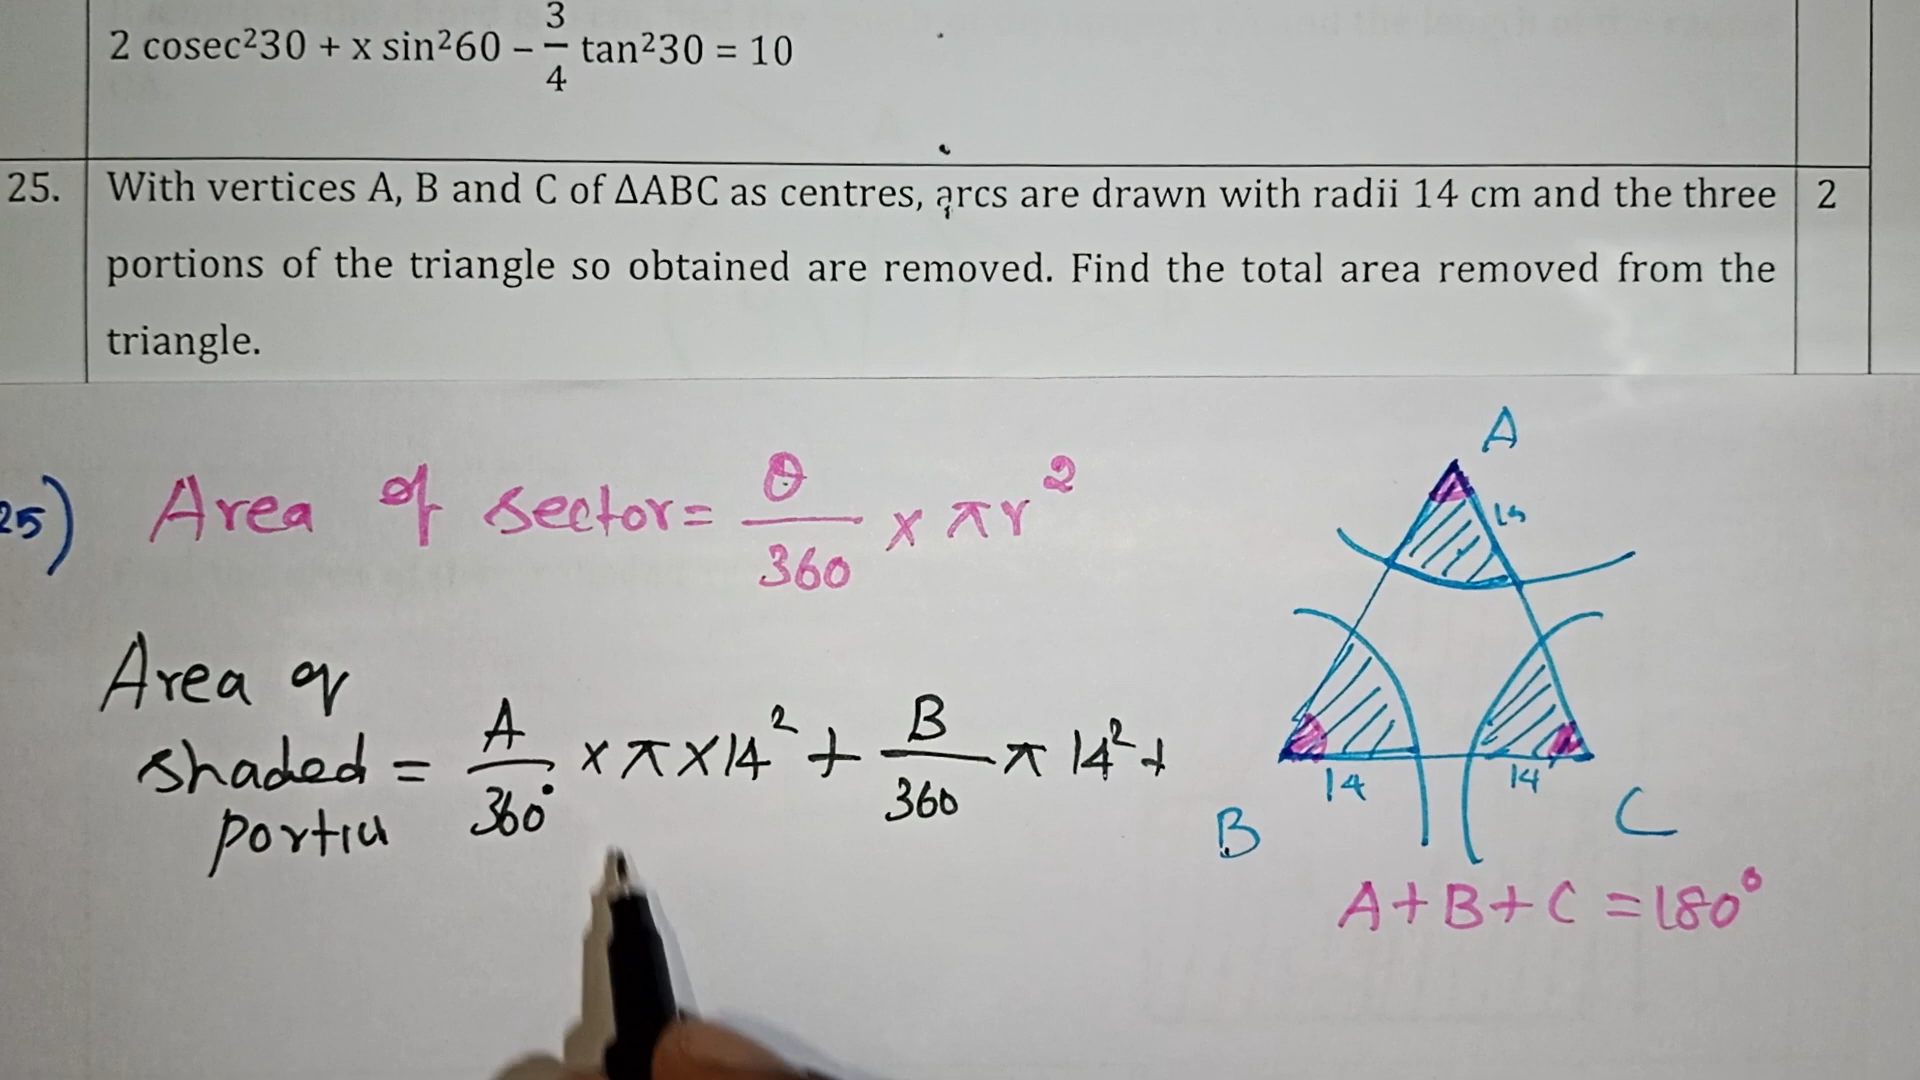 2 cosec²30 + x sin²60 – 3/4 tan²30 = 10
25. With vertices A, B and C of ΔABC as centres, arcs are drawn with radii 14 cm and the three 2
portions of the triangle so obtained are removed. Find the total area removed from the
triangle.
25) Area of sector = θ/360 × πr²
Area of
shaded = A/360° × π × 14² + B/360 π 14² +
portin
A
14
14
B
C
A + B + C = 180°